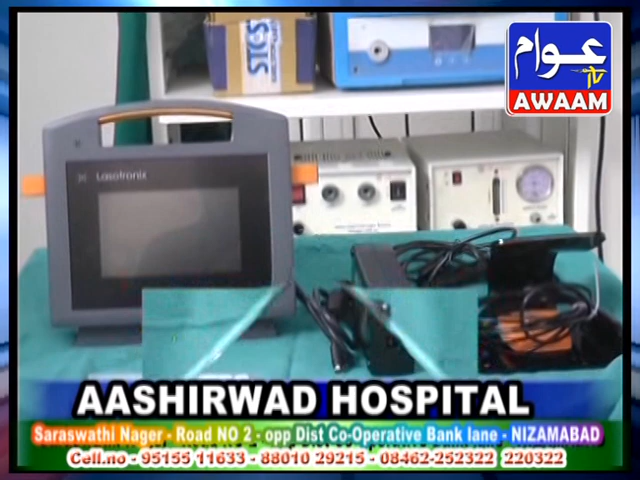 عوام
TV
AWAAM
STCS
Lasotronix
AASHIRWAD HOSPITAL
Saraswathi Nager - Road NO 2 - opp Dist Co-Operative Bank lane - NIZAMABAD
Cell.no - 95155 11633 - 88010 29215 - 08462-252322 220322